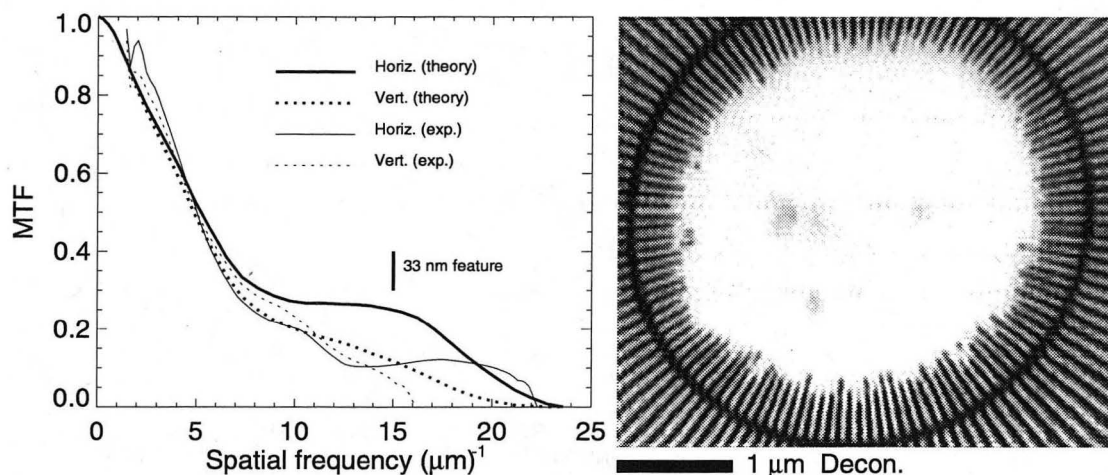 1.0
0.8
0.6
0.4
0.2
0.0
MTF
Horiz. (theory)
Vert. (theory)
Horiz. (exp.)
Vert. (exp.)
33 nm feature
0 5 10 15 20 25
Spatial frequency (μm)-1
1 μm Decon.